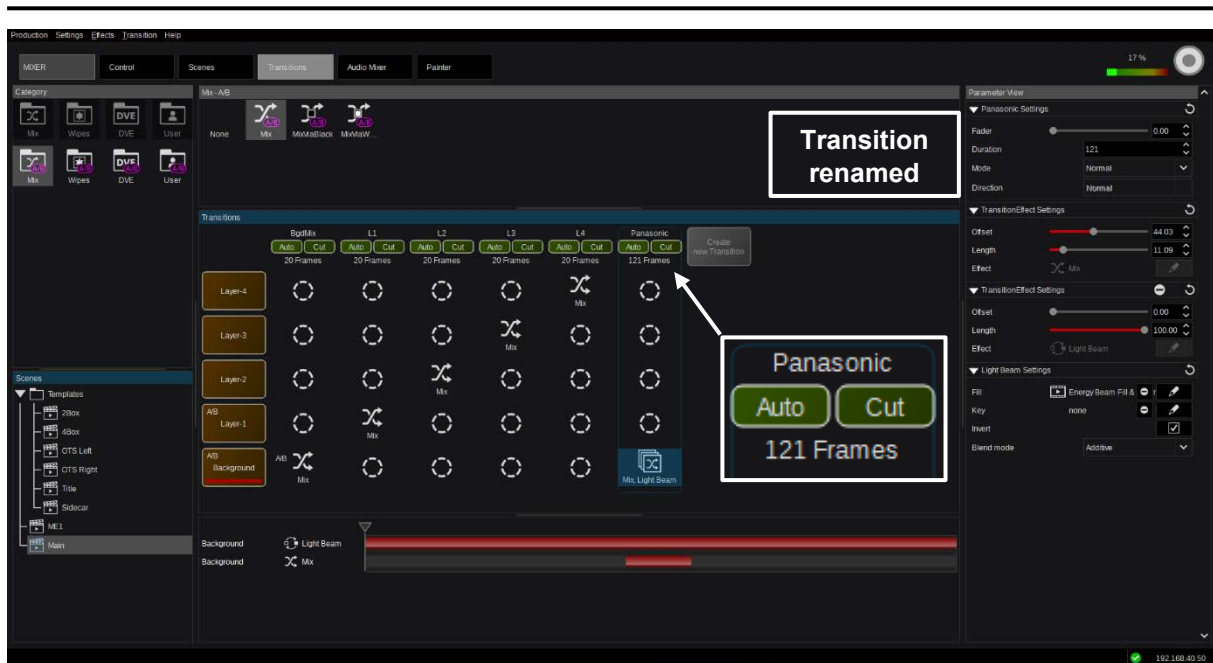 Production Settings Effects Transition Help
MIXER Control Scenes Transitions Audio Mixer Painter
17 %
Category
Mix Wipes DVE User
Mix Wipes DVE User
Mix - A/B
None Mix MixViaBlack MixViaW...
Transition
renamed
Parameter View
Panasonic Settings
Fader 0.00
Duration 121
Mode Normal
Direction Normal
TransitionEffect Settings
Offset 44.03
Length 11.09
Effect Mix
TransitionEffect Settings
Offset 0.00
Length 100.00
Effect Light Beam
Light Beam Settings
Fill Energy Beam Fill &
Key none
Invert
Blend mode Additive
Transitions
BgdMix L1 L2 L3 L4 Panasonic
Auto Cut Auto Cut Auto Cut Auto Cut Auto Cut Auto Cut
20 Frames 20 Frames 20 Frames 20 Frames 20 Frames 121 Frames
Create
new Transition
Layer-4
Mix
Layer-3
Mix
Layer-2
Mix
A/B
Layer-1
Mix
A/B
Background
A/B
Mix
Mix, Light Beam
Panasonic
Auto Cut
121 Frames
Scenes
Templates
2Box
4Box
OTS Left
OTS Right
Title
Sidecar
ME1
Main
Background Light Beam
Background Mix
192.168.40.50